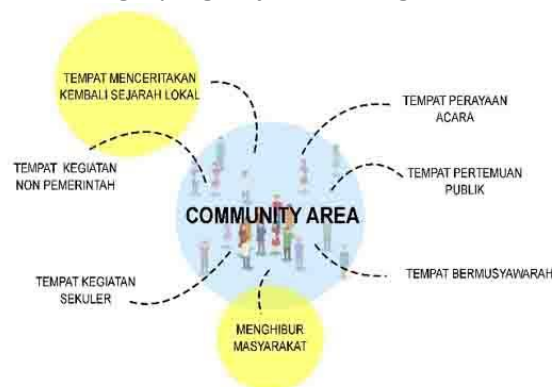 TEMPAT MENCERITAKAN
KEMBALI SEJARAH LOKAL
TEMPAT PERAYAAN
ACARA
TEMPAT KEGIATAN
NON PEMERINTAH
TEMPAT PERTEMUAN
PUBLIK
COMMUNITY AREA
TEMPAT KEGIATAN
SEKULER
TEMPAT BERMUSYAWARAH
MENGHIBUR
MASYARAKAT